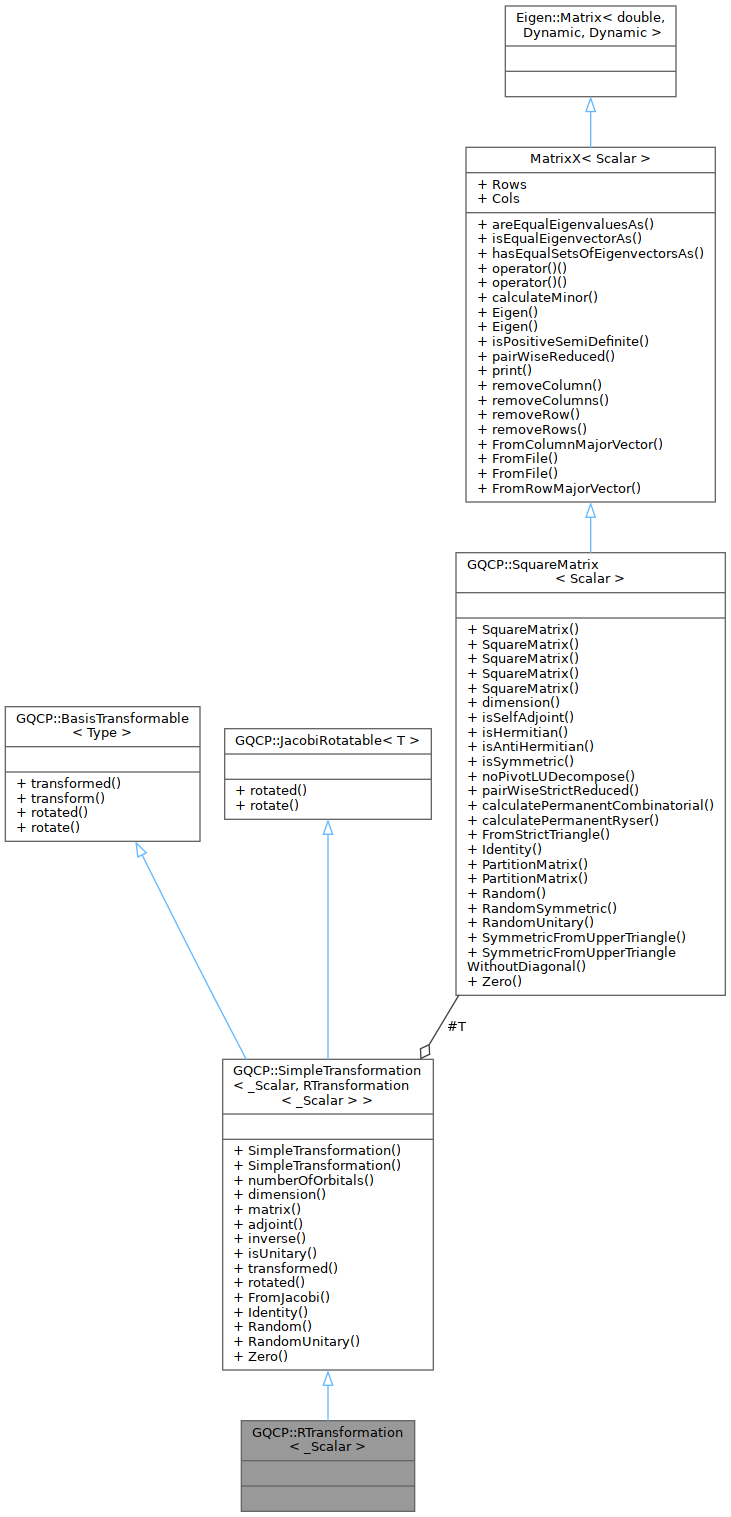 Eigen::Matrix< double,
Dynamic, Dynamic >
MatrixX< Scalar >
+ Rows
+ Cols
+ areEqualEigenvaluesAs()
+ isEqualEigenvectorAs()
+ hasEqualSetsOfEigenvectorsAs()
+ operator()()
+ operator()()
+ calculateMinor()
+ Eigen()
+ Eigen()
+ isPositiveSemiDefinite()
+ pairWiseReduced()
+ print()
+ removeColumn()
+ removeColumns()
+ removeRow()
+ removeRows()
+ FromColumnMajorVector()
+ FromFile()
+ FromFile()
+ FromRowMajorVector()
GQCP::SquareMatrix
< Scalar >
+ SquareMatrix()
+ SquareMatrix()
+ SquareMatrix()
+ SquareMatrix()
+ SquareMatrix()
+ dimension()
+ isSelfAdjoint()
+ isHermitian()
+ isAntiHermitian()
+ isSymmetric()
+ noPivotLUDecompose()
+ pairWiseStrictReduced()
+ calculatePermanentCombinatorial()
+ calculatePermanentRyser()
+ FromStrictTriangle()
+ Identity()
+ PartitionMatrix()
+ PartitionMatrix()
+ Random()
+ RandomSymmetric()
+ RandomUnitary()
+ SymmetricFromUpperTriangle()
+ SymmetricFromUpperTriangle
WithoutDiagonal()
+ Zero()
GQCP::BasisTransformable
< Type >
+ transformed()
+ transform()
+ rotated()
+ rotate()
GQCP::JacobiRotatable< T >
+ rotated()
+ rotate()
#T
GQCP::SimpleTransformation
< _Scalar, RTransformation
< _Scalar > >
+ SimpleTransformation()
+ SimpleTransformation()
+ numberOfOrbitals()
+ dimension()
+ matrix()
+ adjoint()
+ inverse()
+ isUnitary()
+ transformed()
+ rotated()
+ FromJacobi()
+ Identity()
+ Random()
+ RandomUnitary()
+ Zero()
GQCP::RTransformation
< _Scalar >